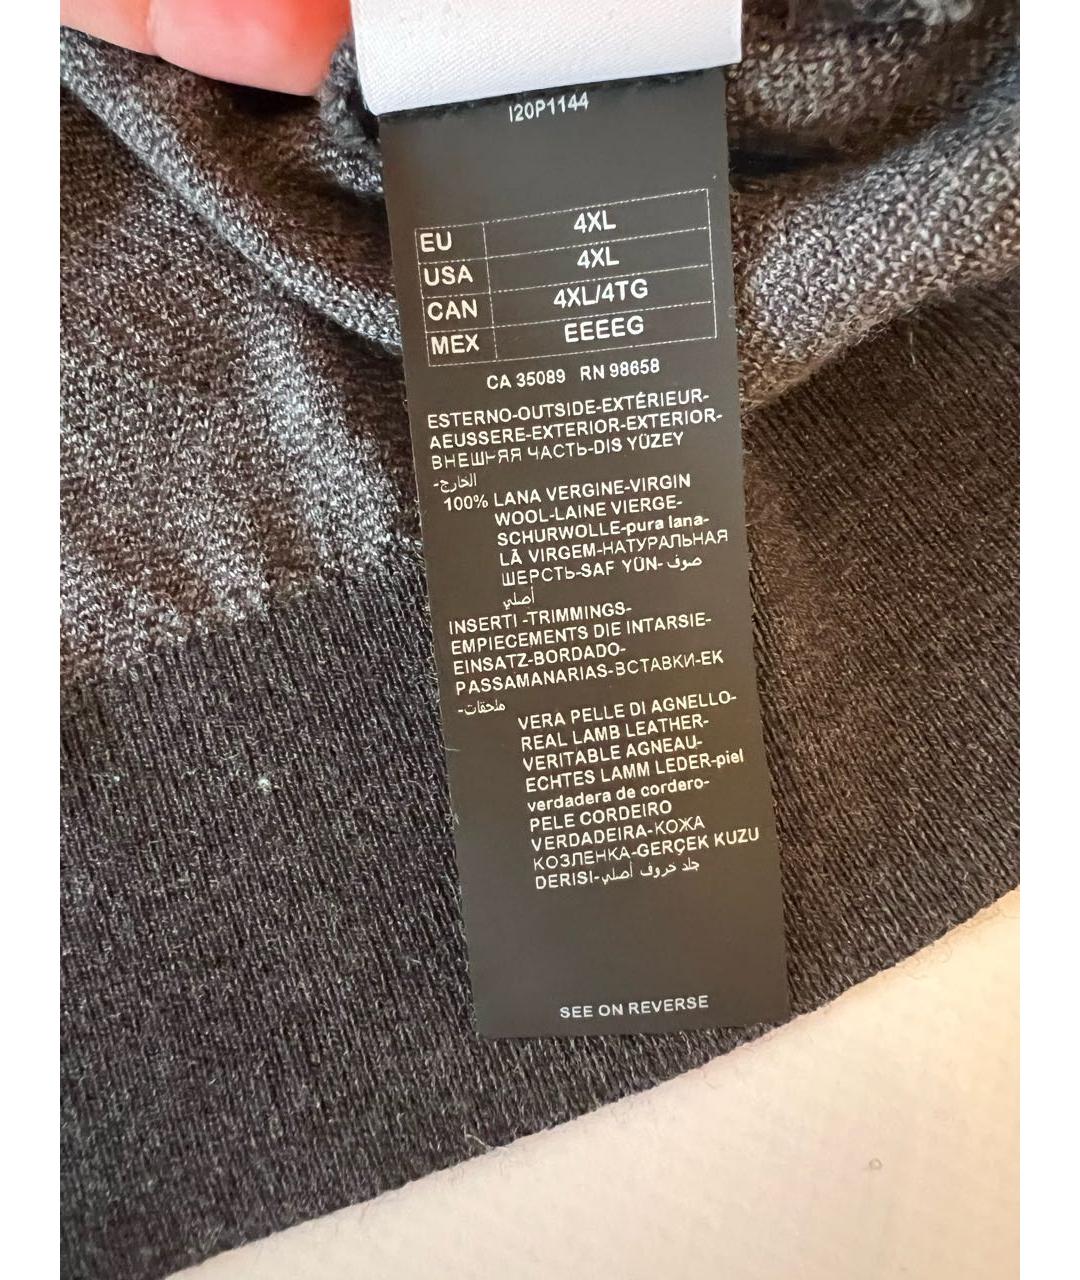 I20P1144
EU 4XL
USA 4XL
CAN 4XL/4TG
MEX EEEEG
CA 35089 RN 98658
ESTERNO-OUTSIDE-EXTÉRIEUR-
AEUSSERE-EXTERIOR-EXTERIOR-
ВНЕШНЯЯ ЧАСТЬ-DIS YÜZEY
-الخارج
100% LANA VERGINE-VIRGIN
WOOL-LAINE VIERGE-
SCHURWOLLE-pura lana-
LÃ VIRGEM-НАТУРАЛЬНАЯ
ШЕРСТЬ-SAF YÜN- صوف
أصلي
INSERTI -TRIMMINGS-
EMPIECEMENTS DIE INTARSIE-
EINSATZ-BORDADO-
PASSAMANARIAS-ВСТАВКИ-EK
-ملحقات
VERA PELLE DI AGNELLO-
REAL LAMB LEATHER-
VERITABLE AGNEAU-
ECHTES LAMM LEDER-piel
verdadera de cordero-
PELE CORDEIRO
VERDADEIRA-КОЖА
КОЗЛЕНКА-GERÇEK KUZU
DERISI-جلد خروف أصلي
SEE ON REVERSE